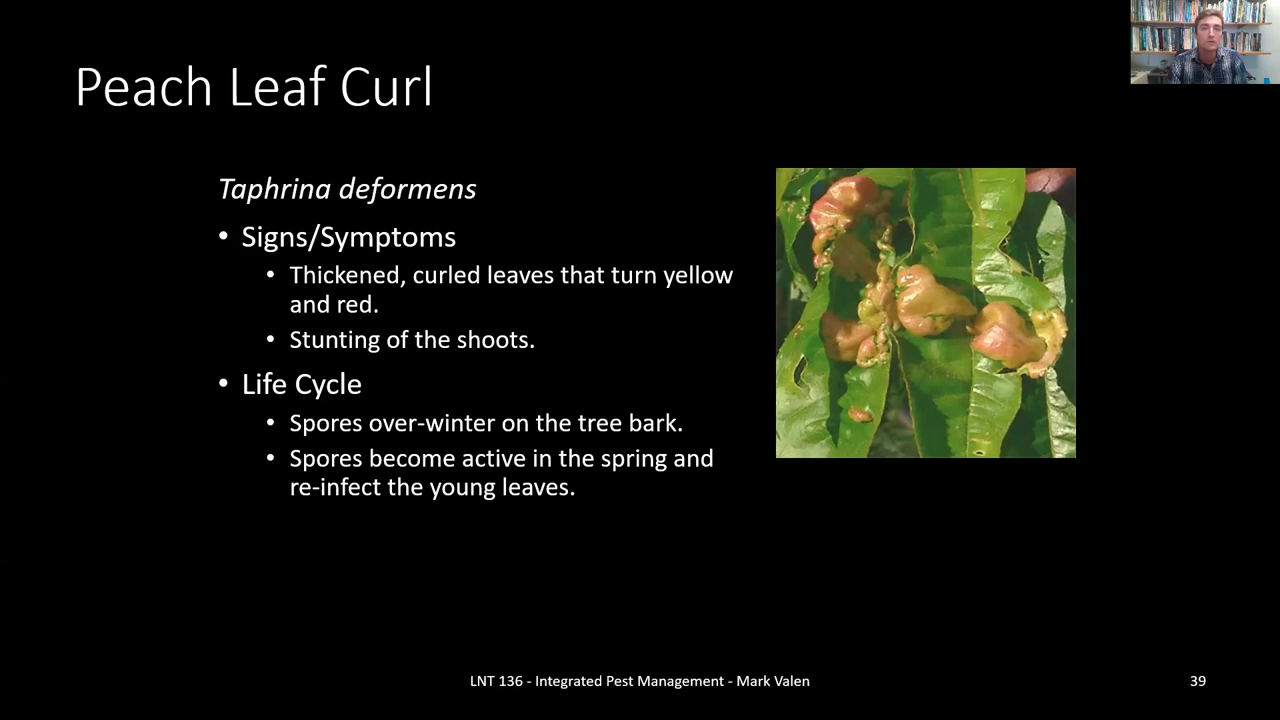 Peach Leaf Curl
Taphrina deformens
• Signs/Symptoms
• Thickened, curled leaves that turn yellow
and red.
• Stunting of the shoots.
• Life Cycle
• Spores over-winter on the tree bark.
• Spores become active in the spring and
re-infect the young leaves.
LNT 136 - Integrated Pest Management - Mark Valen
39